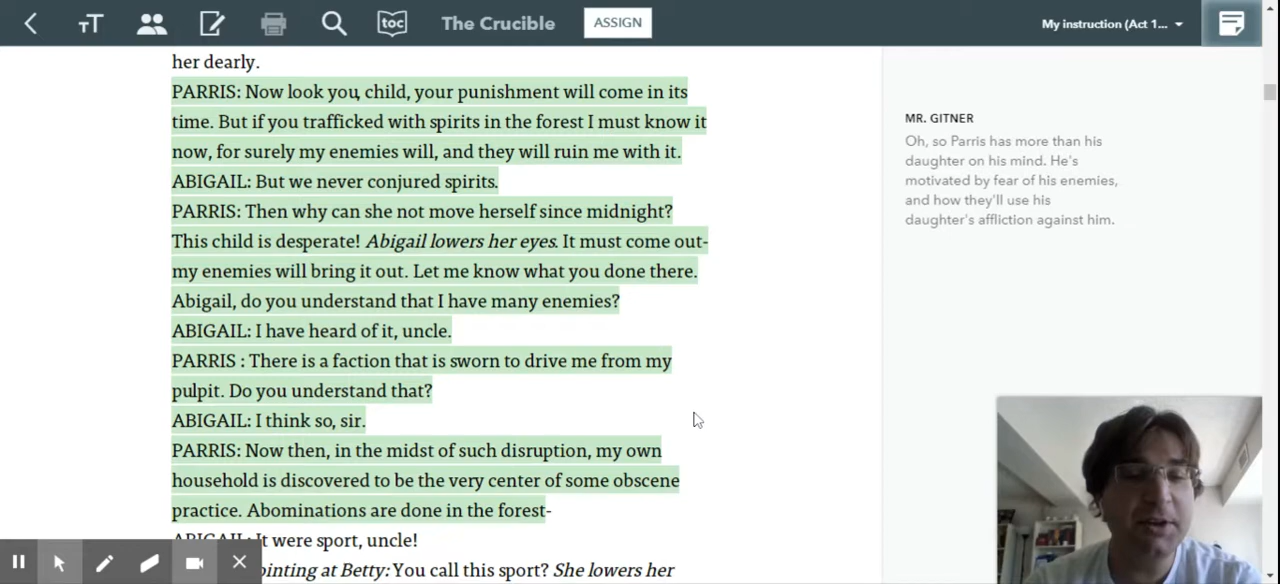 The Crucible
ASSIGN
My instruction (Act 1...
her dearly.
PARRIS: Now look you, child, your punishment will come in its
time. But if you trafficked with spirits in the forest I must know it
now, for surely my enemies will, and they will ruin me with it.
ABIGAIL: But we never conjured spirits.
PARRIS: Then why can she not move herself since midnight?
This child is desperate! Abigail lowers her eyes. It must come out-
my enemies will bring it out. Let me know what you done there.
Abigail, do you understand that I have many enemies?
ABIGAIL: I have heard of it, uncle.
PARRIS : There is a faction that is sworn to drive me from my
pulpit. Do you understand that?
ABIGAIL: I think so, sir.
PARRIS: Now then, in the midst of such disruption, my own
household is discovered to be the very center of some obscene
practice. Abominations are done in the forest-
ABIGAIL: It were sport, uncle!
ointing at Betty: You call this sport? She lowers her
MR. GITNER
Oh, so Parris has more than his
daughter on his mind. He's
motivated by fear of his enemies,
and how they'll use his
daughter's affliction against him.
TT
toc